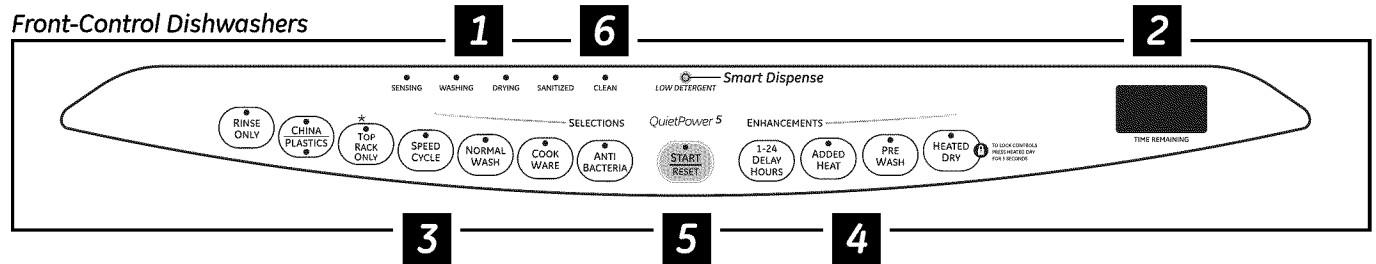 Front-Control Dishwashers
1
6
2
SENSING
WASHING
DRYING
SANITIZED
CLEAN
LOW DETERGENT
Smart Dispense
RINSE
ONLY
CHINA
PLASTICS
*
TOP
RACK
ONLY
SPEED
CYCLE
NORMAL
WASH
COOK
WARE
ANTI
BACTERIA
SELECTIONS
QuietPower 5
START
RESET
ENHANCEMENTS
1-24
DELAY
HOURS
ADDED
HEAT
PRE
WASH
HEATED
DRY
TO LOCK CONTROLS
PRESS HEATED DAY
FOR 3 SECONDS
TIME REMAINING
3
5
4